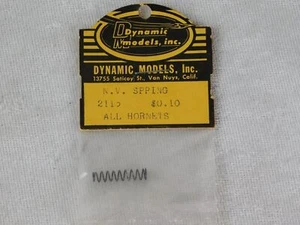 Dynamic
models, inc.
DYNAMIC MODELS, Inc.
13755 Saticoy St., Van Nuys, Calif.
N.V. SPRING
2115 $0.10
ALL HORNETS